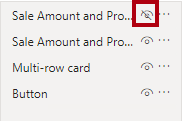 Sale Amount and Pro...
Sale Amount and Pro...
Multi-row card
Button